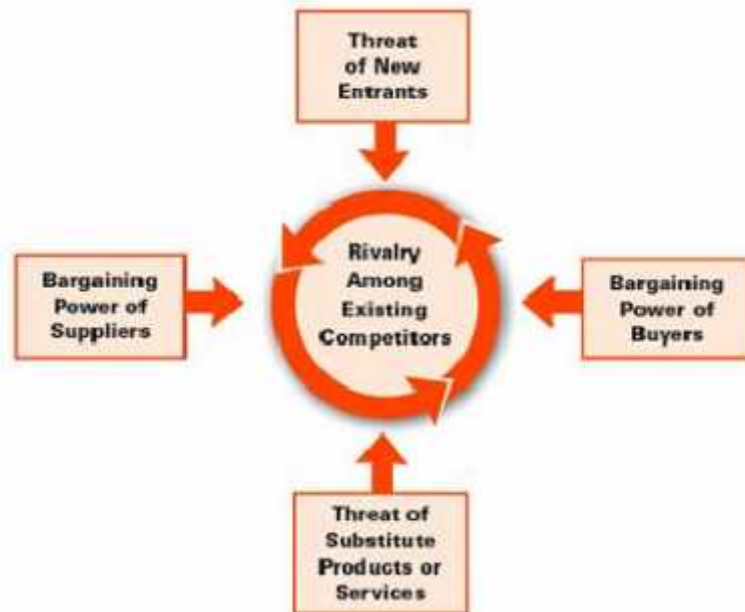 Threat
of New
Entrants
Bargaining
Power of
Suppliers
Rivalry
Among
Existing
Competitors
Bargaining
Power of
Buyers
Threat of
Substitute
Products or
Services